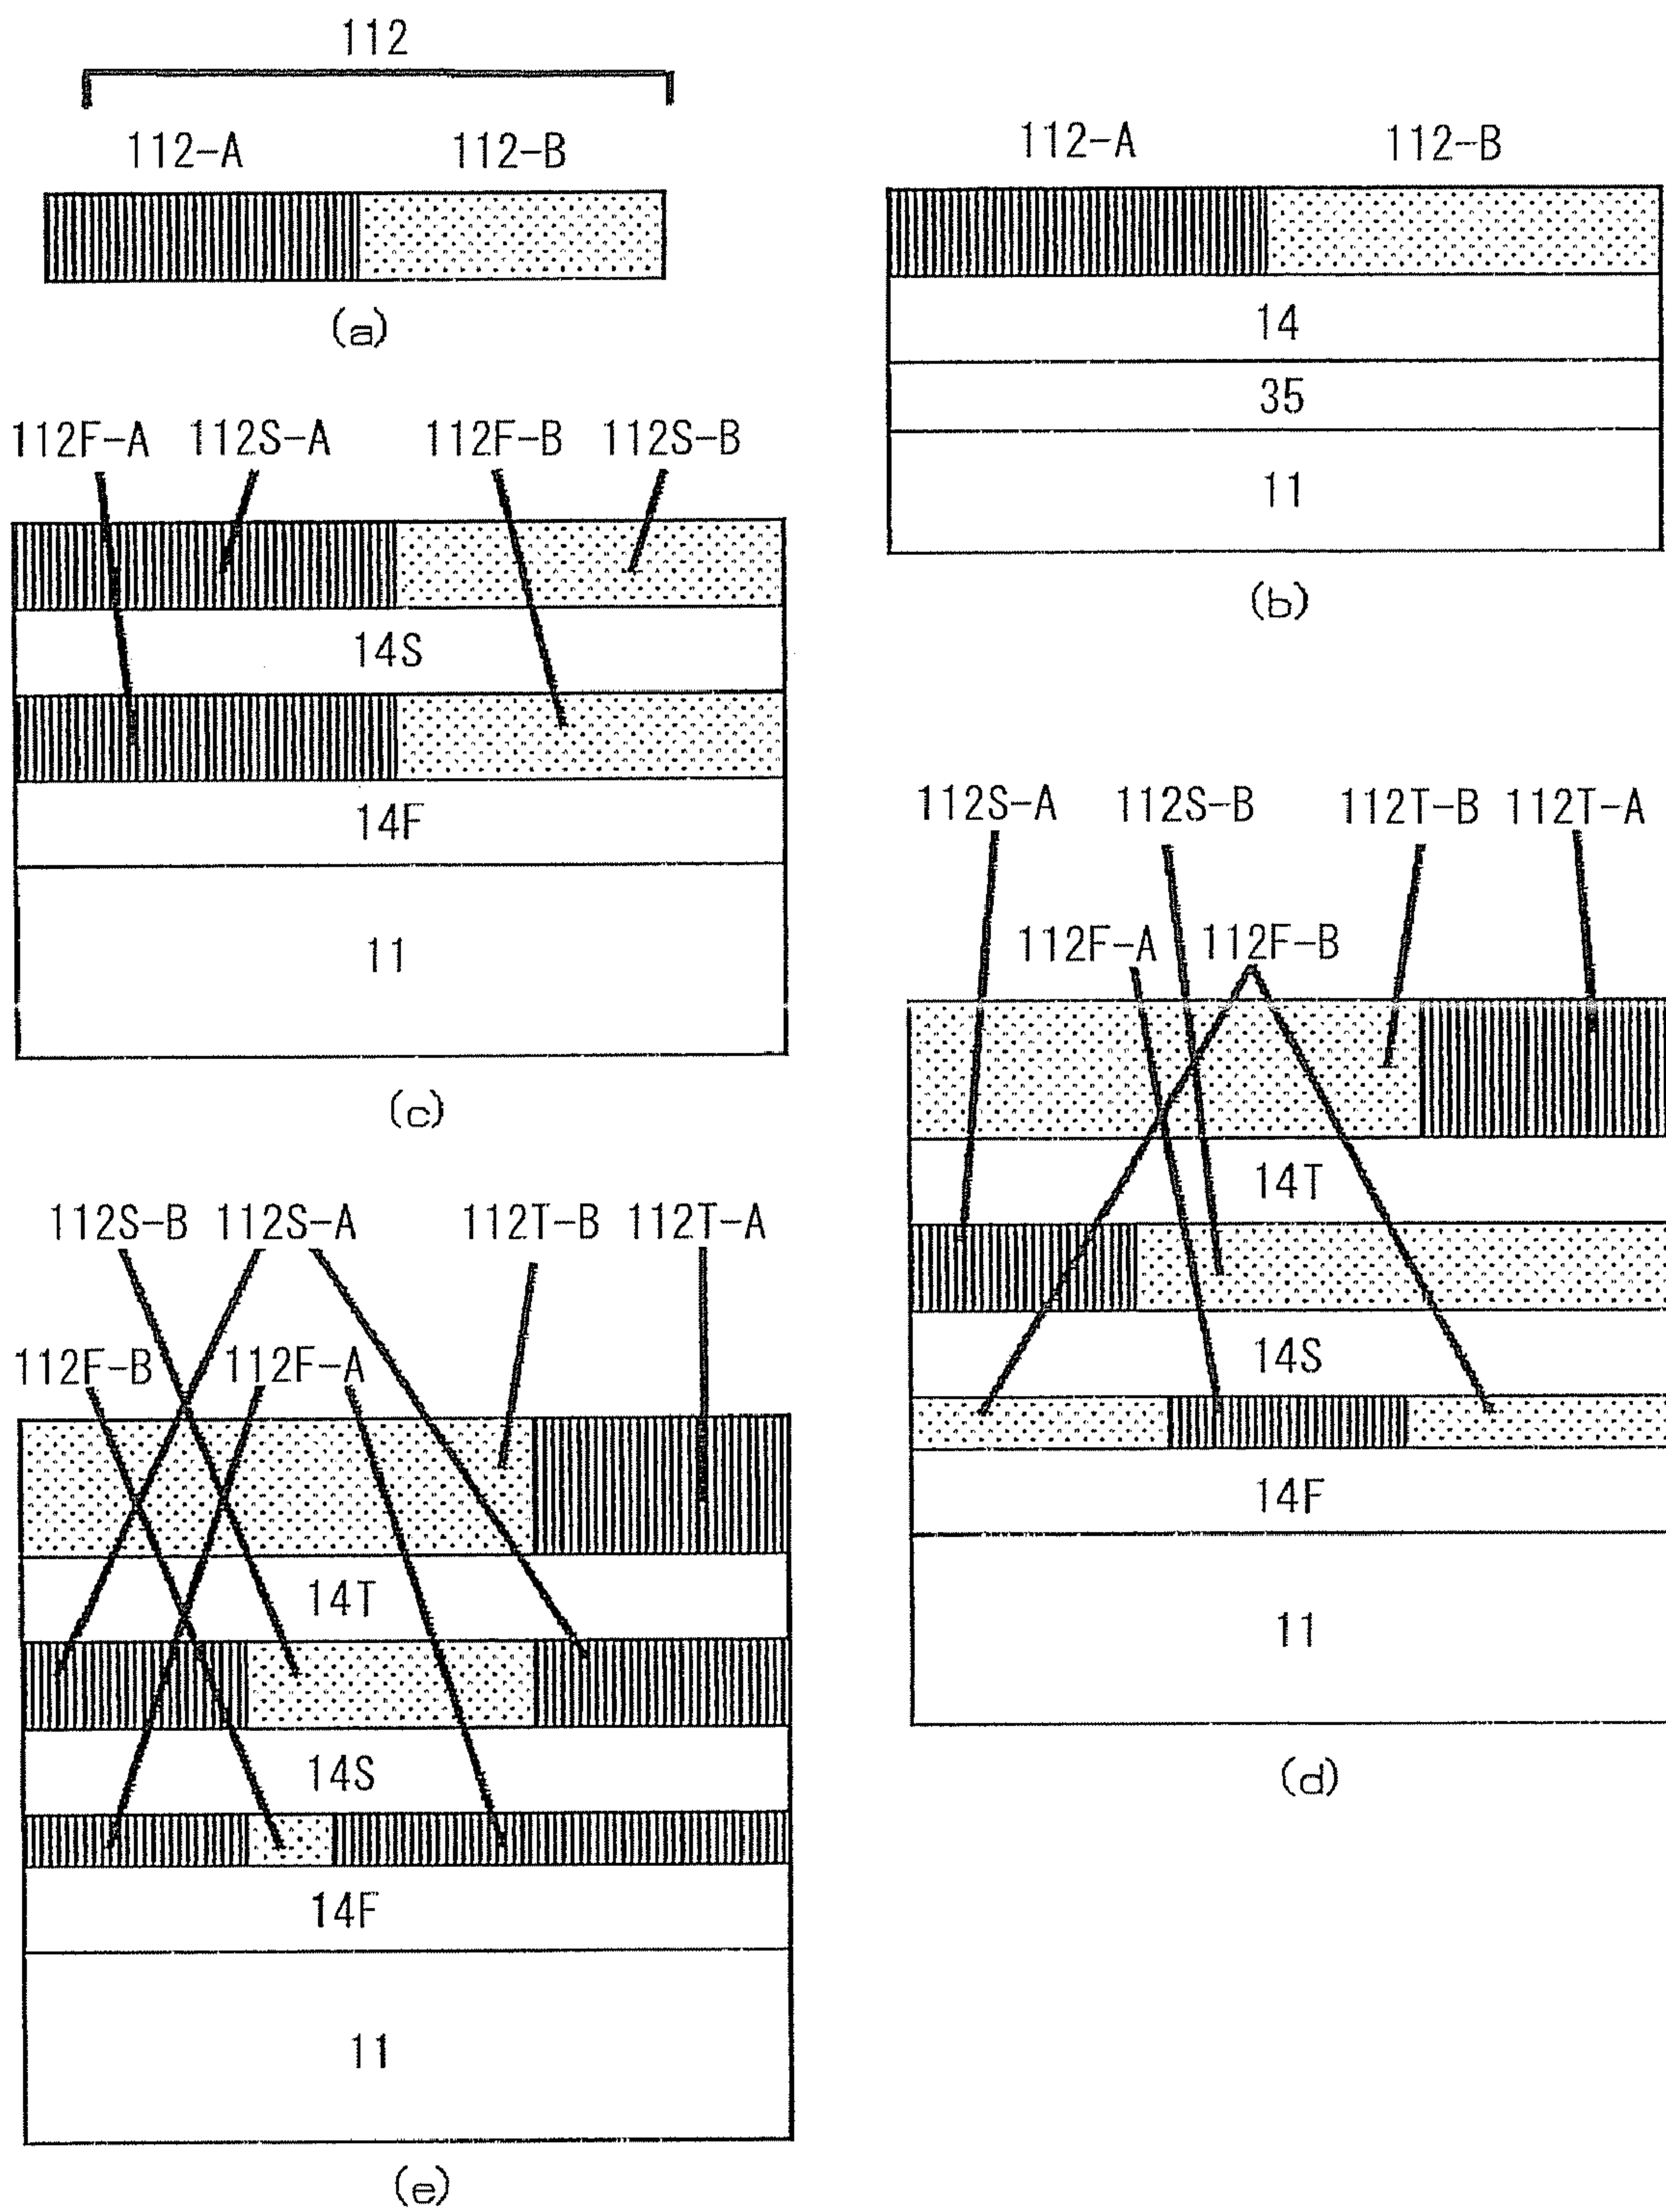 112
112-A 112-B
(a)
112-A 112-B
14
35
11
(b)
112F-A 112S-A 112F-B 112S-B
14S
14F
11
(c)
112S-A 112S-B 112T-B 112T-A
112F-A 112F-B
14T
14S
14F
11
(d)
112S-B 112S-A 112T-B 112T-A
112F-B 112F-A
14T
14S
14F
11
(e)